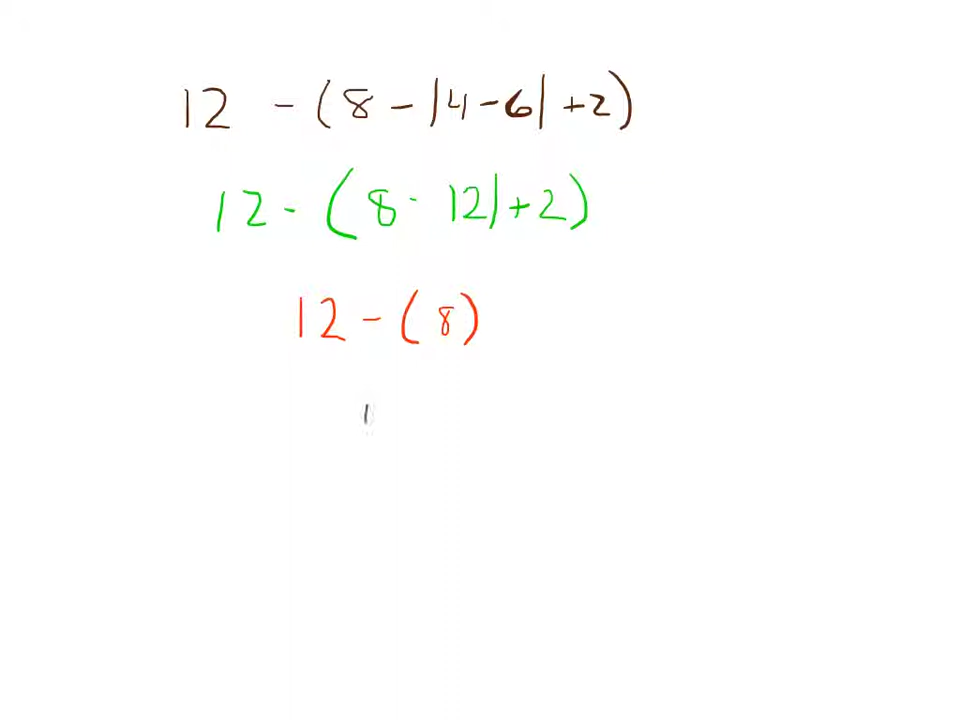 12 - (8 - |4 - 6| + 2)
12 - (8 - |2| + 2)
12 - (8)